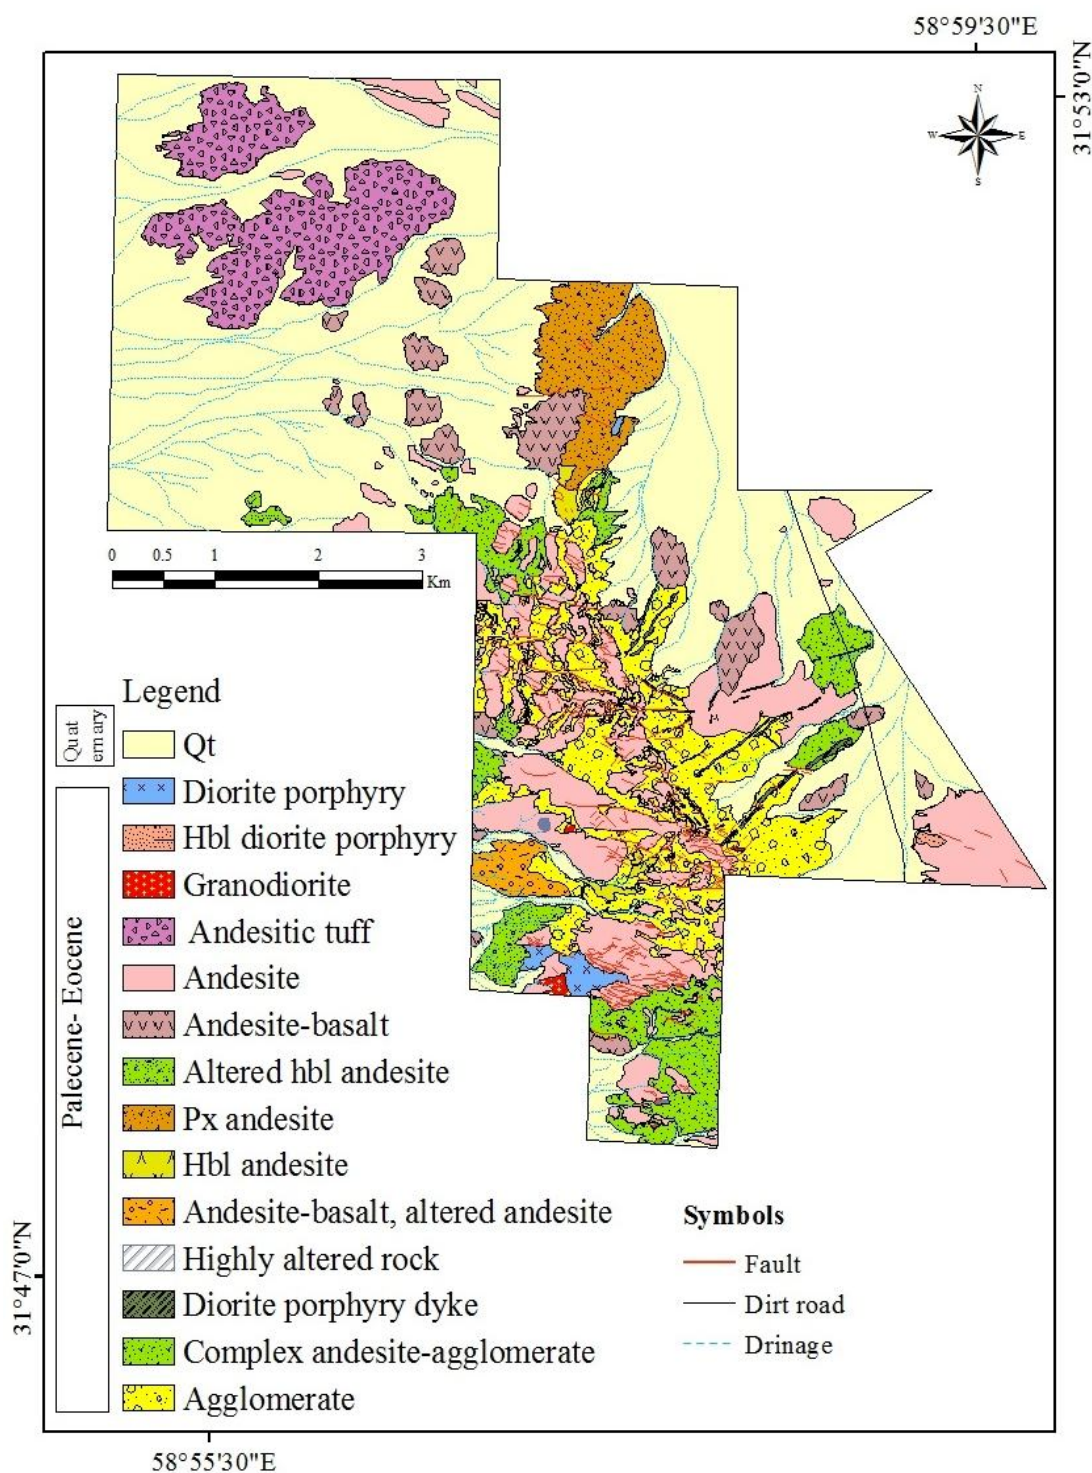 58°59'30"E
31°53'0"N
N
W
E
S
0 0.5 1 2 3
Km
Legend
Quat
ernary
Qt
Palecene- Eocene
Diorite porphyry
Hbl diorite porphyry
Granodiorite
Andesitic tuff
Andesite
Andesite-basalt
Altered hbl andesite
Px andesite
Hbl andesite
Andesite-basalt, altered andesite
Highly altered rock
Diorite porphyry dyke
Complex andesite-agglomerate
Agglomerate
Symbols
Fault
Dirt road
Drinage
31°47'0"N
58°55'30"E